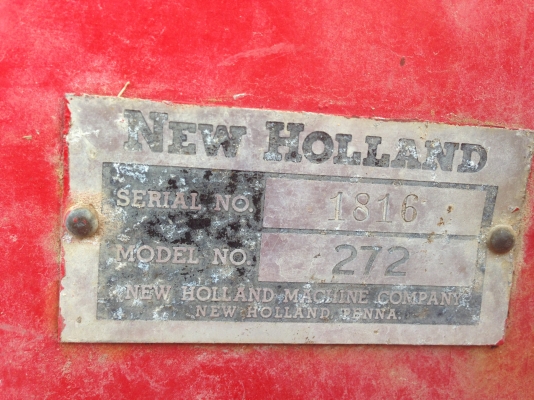 NEW HOLLAND
SERIAL NO. 1816
MODEL NO. 272
NEW HOLLAND MACHINE COMPANY
NEW HOLLAND, PENNA.